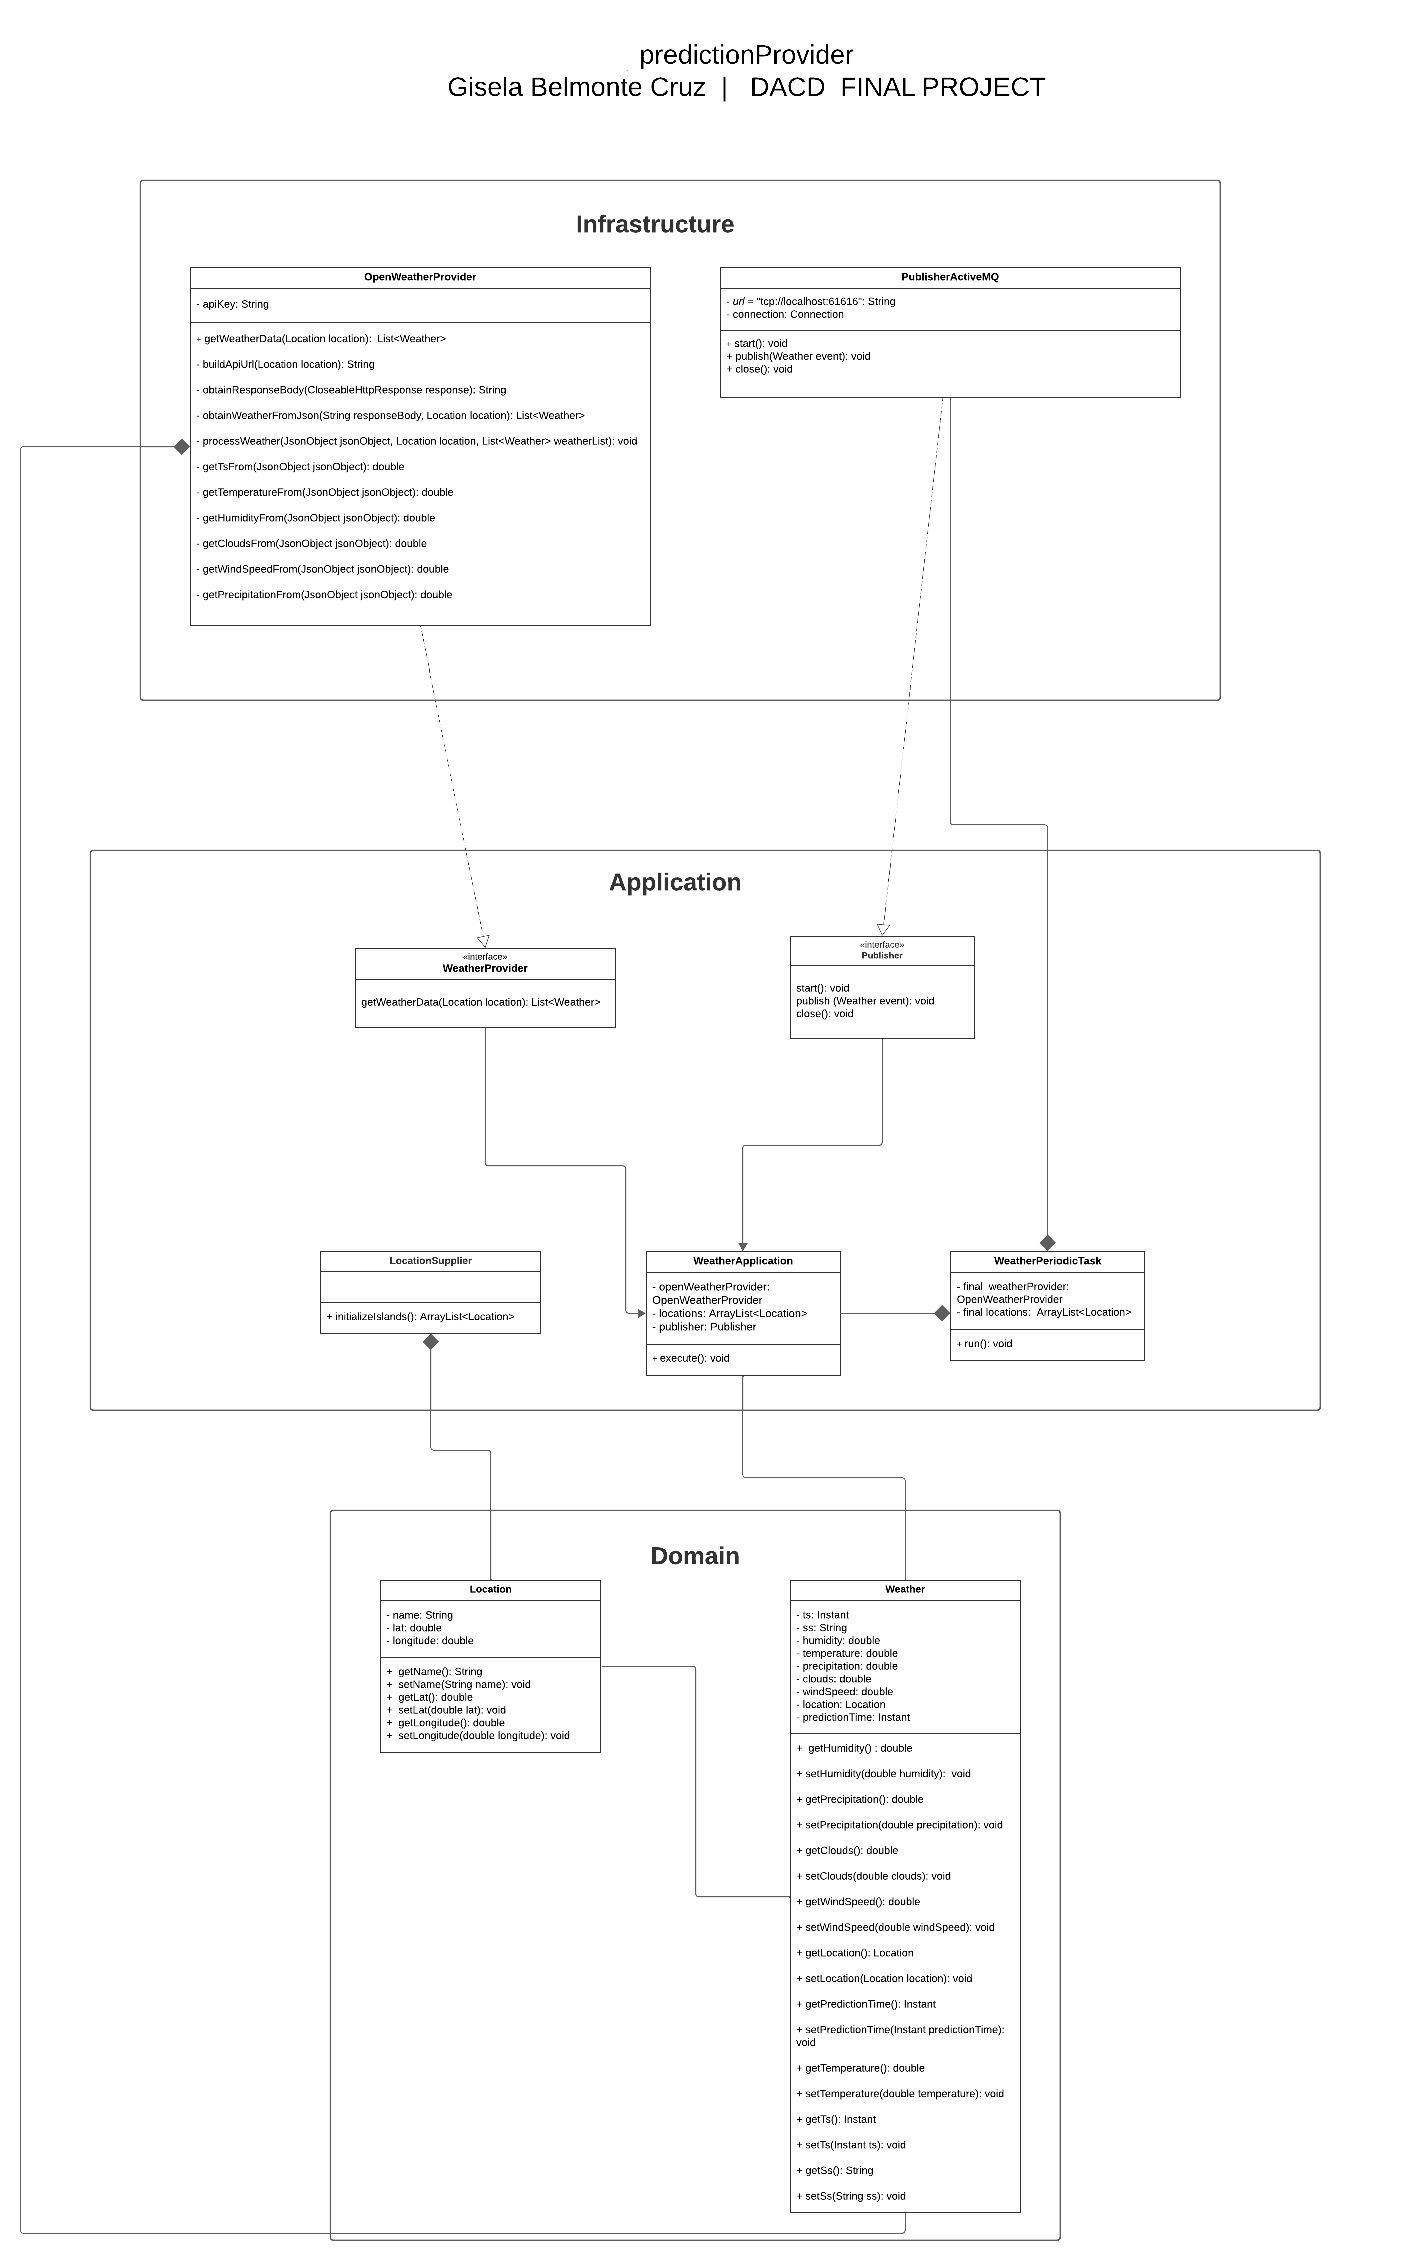 predictionProvider
Gisela Belmonte Cruz | DACD FINAL PROJECT
Infrastructure
OpenWeatherProvider
- apiKey: String
+ getWeatherData(Location location): List<Weather>
- buildApiUrl(Location location): String
- obtainResponseBody(CloseableHttpResponse response): String
- obtainWeatherFromJson(String responseBody, Location location): List<Weather>
- processWeather(JsonObject jsonObject, Location location, List<Weather> weatherList): void
- getTsFrom(JsonObject jsonObject): double
- getTemperatureFrom(JsonObject jsonObject): double
- getHumidityFrom(JsonObject jsonObject): double
- getCloudsFrom(JsonObject jsonObject): double
- getWindSpeedFrom(JsonObject jsonObject): double
- getPrecipitationFrom(JsonObject jsonObject): double
PublisherActiveMQ
- url = "tcp://localhost:61616": String
- connection: Connection
+ start(): void
+ publish(Weather event): void
+ close(): void
Application
«interface»
WeatherProvider
getWeatherData(Location location): List<Weather>
«interface»
Publisher
start(): void
publish (Weather event): void
close(): void
LocationSupplier
+ initializeIslands(): ArrayList<Location>
WeatherApplication
- openWeatherProvider:
OpenWeatherProvider
- locations: ArrayList<Location>
- publisher: Publisher
+ execute(): void
WeatherPeriodicTask
- final weatherProvider:
OpenWeatherProvider
- final locations: ArrayList<Location>
+ run(): void
Domain
Location
- name: String
- lat: double
- longitude: double
+ getName(): String
+ setName(String name): void
+ getLat(): double
+ setLat(double lat): void
+ getLongitude(): double
+ setLongitude(double longitude): void
Weather
- ts: Instant
- ss: String
- humidity: double
- temperature: double
- precipitation: double
- clouds: double
- windSpeed: double
- location: Location
- predictionTime: Instant
+ getHumidity() : double
+ setHumidity(double humidity): void
+ getPrecipitation(): double
+ setPrecipitation(double precipitation): void
+ getClouds(): double
+ setClouds(double clouds): void
+ getWindSpeed(): double
+ setWindSpeed(double windSpeed): void
+ getLocation(): Location
+ setLocation(Location location): void
+ getPredictionTime(): Instant
+ setPredictionTime(Instant predictionTime):
void
+ getTemperature(): double
+ setTemperature(double temperature): void
+ getTs(): Instant
+ setTs(Instant ts): void
+ getSs(): String
+ setSs(String ss): void